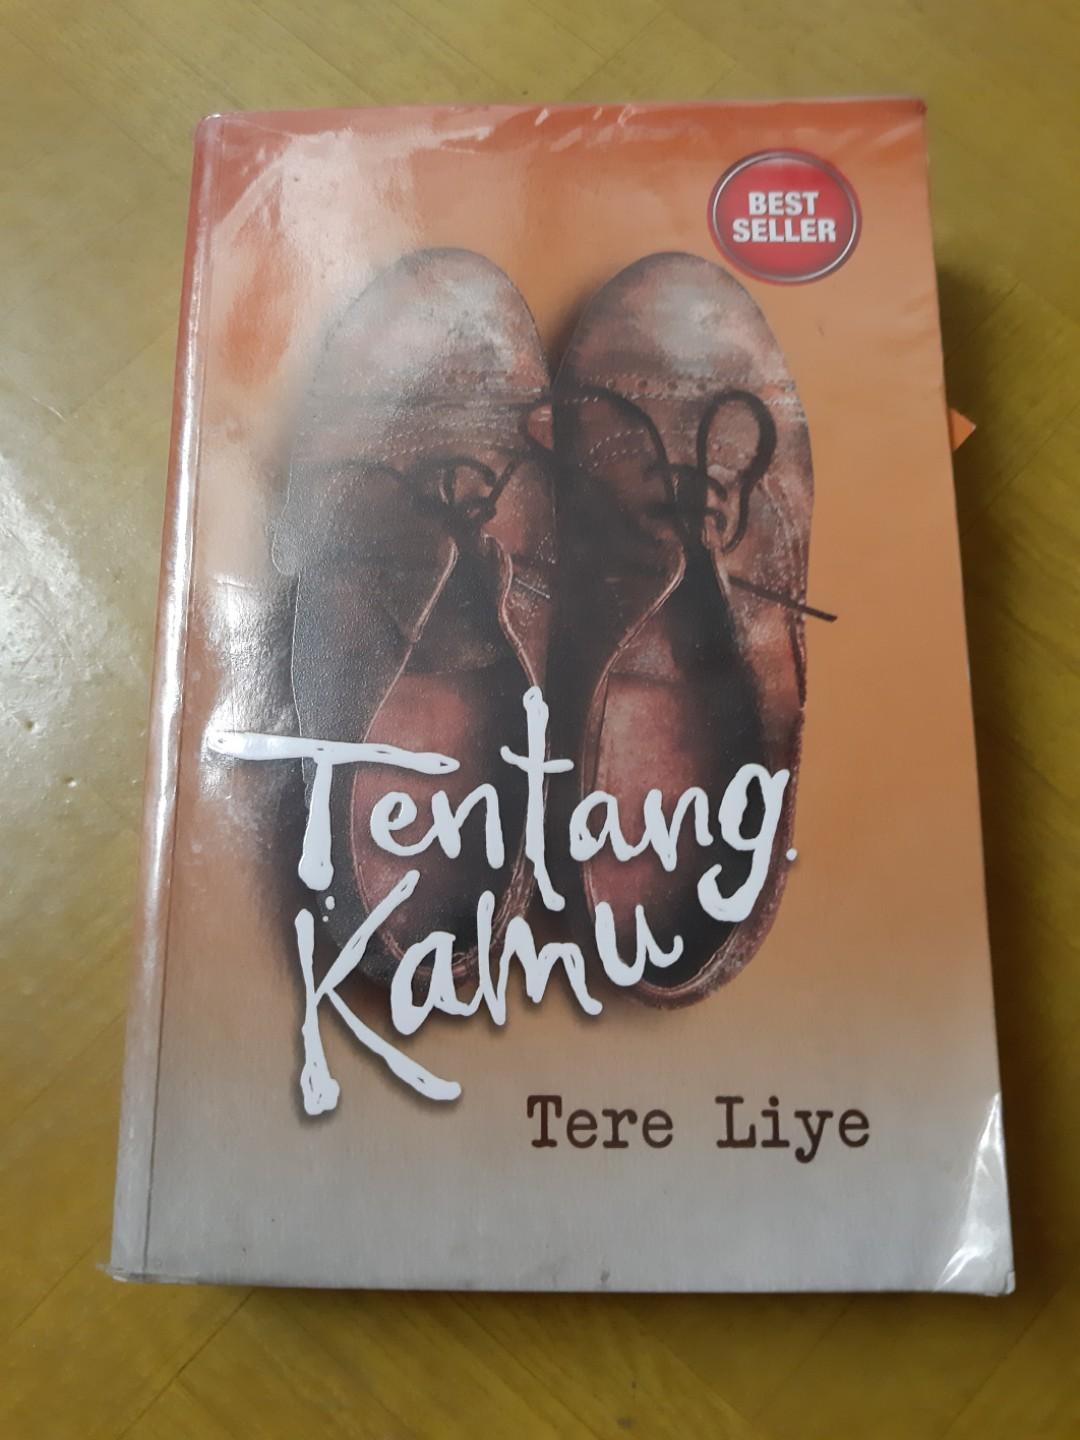 BEST
SELLER
Tentang
Kamu
Tere Liye